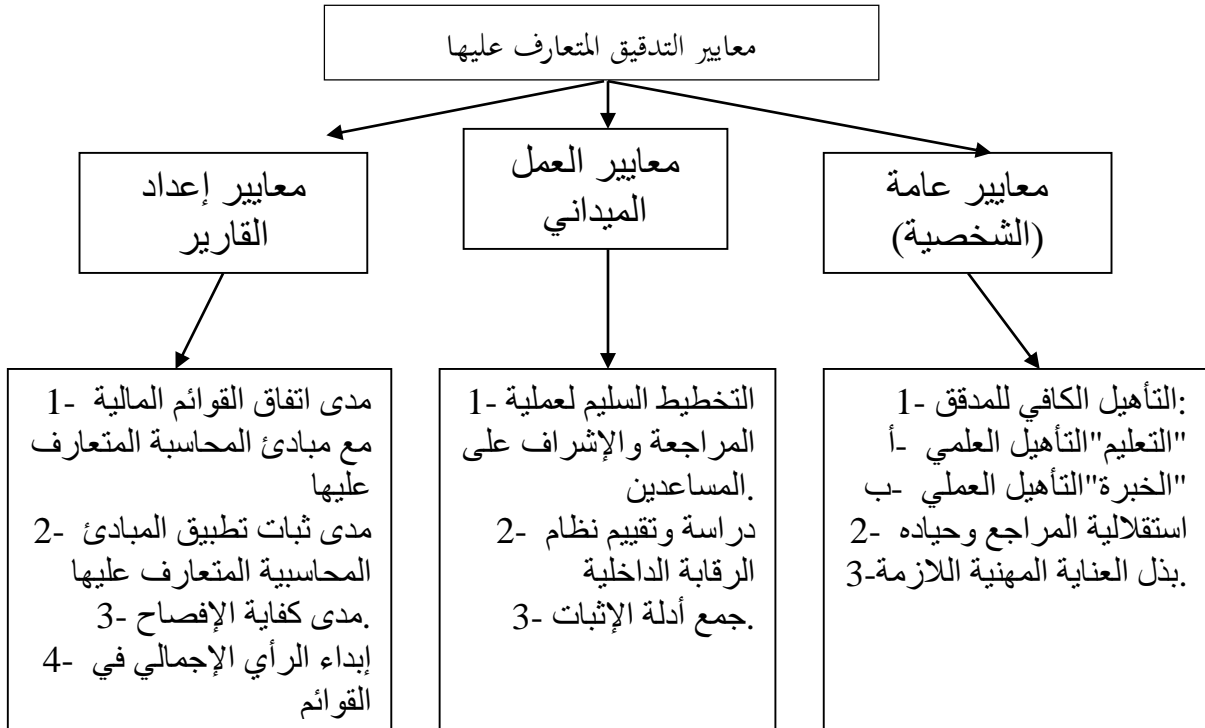 معايير التدقيق المتعارف عليها
معايير عامة
(الشخصية)
معايير العمل
الميداني
معايير إعداد
القارير
1- التأهيل الكافي للمدقق:
أ- التأهيل العلمي"التعليم"
ب- التأهيل العملي"الخبرة"
2- استقلالية المراجع وحياده
3-بذل العناية المهنية اللازمة.
1- التخطيط السليم لعملية
المراجعة والإشراف على
المساعدين.
2- دراسة وتقييم نظام
الرقابة الداخلية
3- جمع أدلة الإثبات.
1- مدى اتفاق القوائم المالية
مع مبادئ المحاسبة المتعارف
عليها
2- مدى ثبات تطبيق المبادئ
المحاسبية المتعارف عليها
3- مدى كفاية الإفصاح.
4- إبداء الرأي الإجمالي في
القوائم